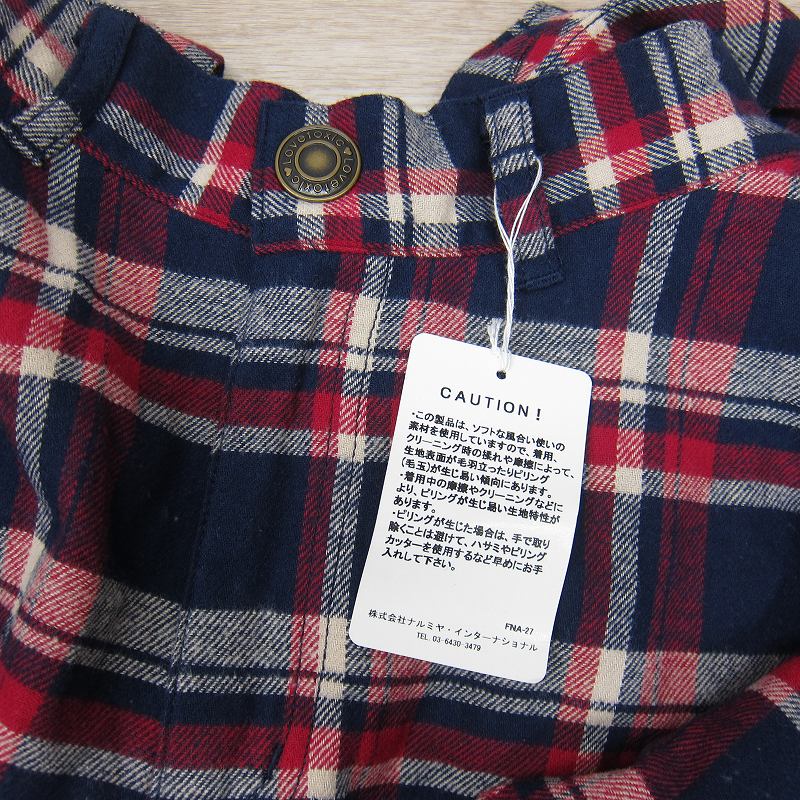 LOVETOXIC LOVETOXIC
CAUTION!
・この製品は、ソフトな風合い使いの
素材を使用していますので、着用、
クリーニング時の揉れや摩擦によって、
生地表面が毛羽立ったりピリング
(毛玉)が生じ易い傾向にあります。
・着用中の摩擦やクリーニングなどに
より、ピリングが生じ易い生地特性が
あります。
・ピリングが生じた場合は、手で取り
除くことは避けて、ハサミやピリング
カッターを使用するなど早めにお手
入れして下さい。
FNA-27
株式会社ナルミヤ・インターナショナル
TEL. 03-6430-3479